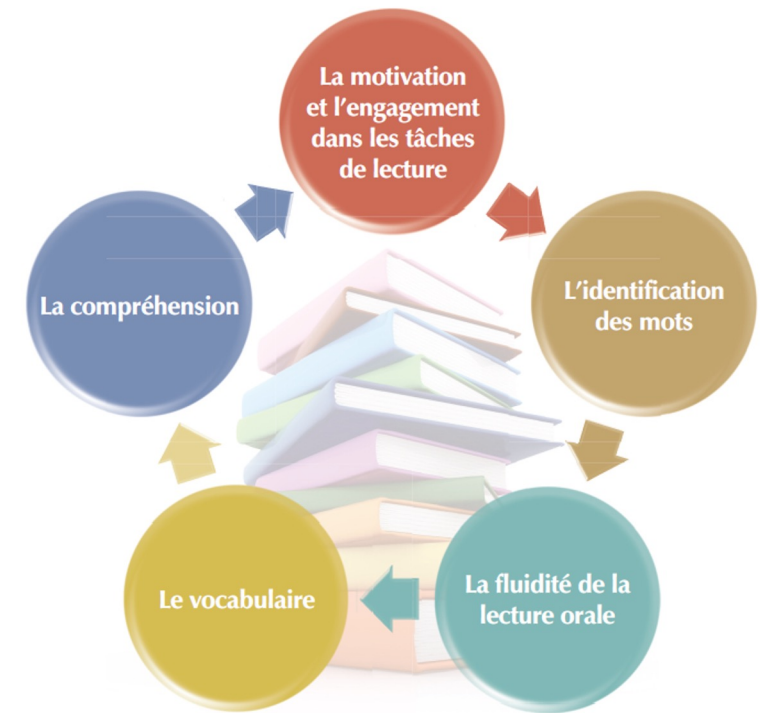 La motivation
et l’engagement
dans les tâches
de lecture
L’identification
des mots
La fluidité de la
lecture orale
Le vocabulaire
La compréhension